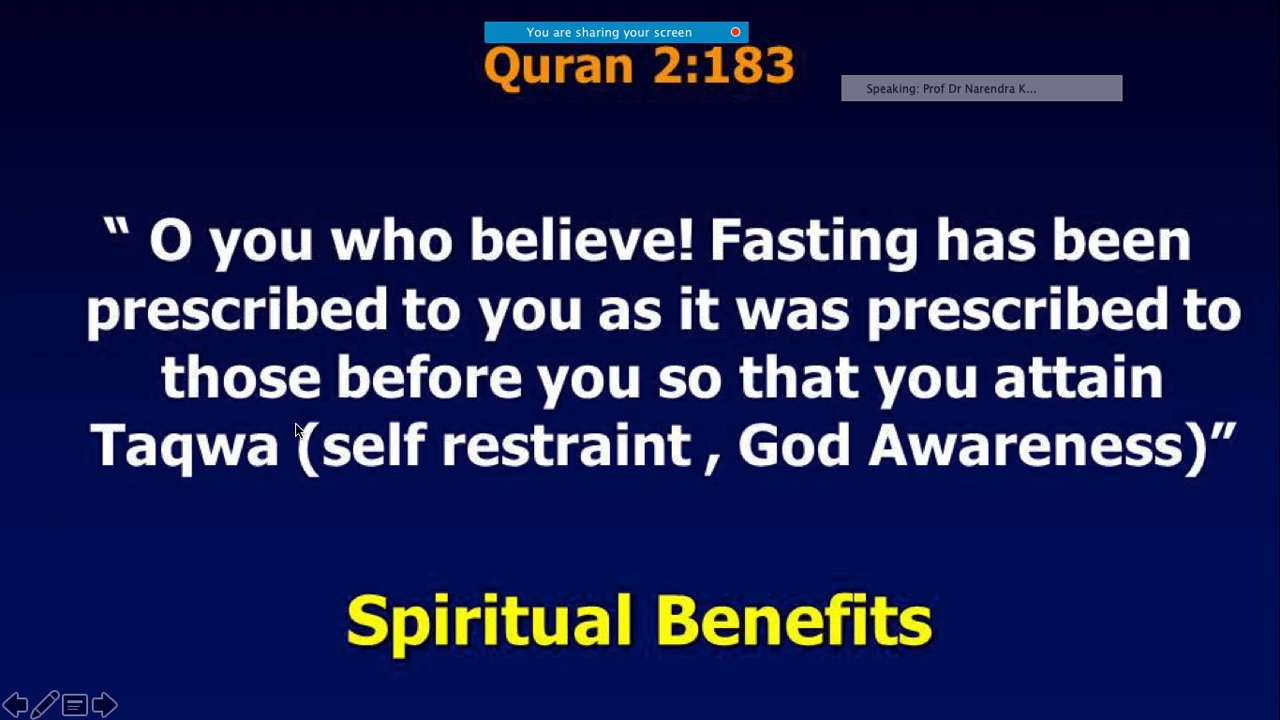 You are sharing your screen
Quran 2:183
Speaking: Prof Dr Narendra K...
“ O you who believe! Fasting has been
prescribed to you as it was prescribed to
those before you so that you attain
Taqwa (self restraint , God Awareness)”
Spiritual Benefits